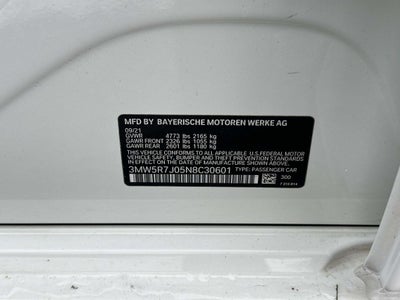 MFD BY BAYERISCHE MOTOREN WERKE AG
09/21
GVWR 4773 lbs 2165 kg
GAWR FRONT 2326 lbs 1055 kg
GAWR REAR 2601 lbs 1180 kg
THIS VEHICLE CONFORMS TO ALL APPLICABLE
U.S.FEDERAL MOTOR VEHICLE SAFETY, BUMPER,
AND THEFT PREVENTION STANDARDS IN EFFECT
ON THE DATE OF MANUFACTURE SHOWN ABOVE.
3MW5R7J05N8C30601 TYPE: PASSENGER CAR
300